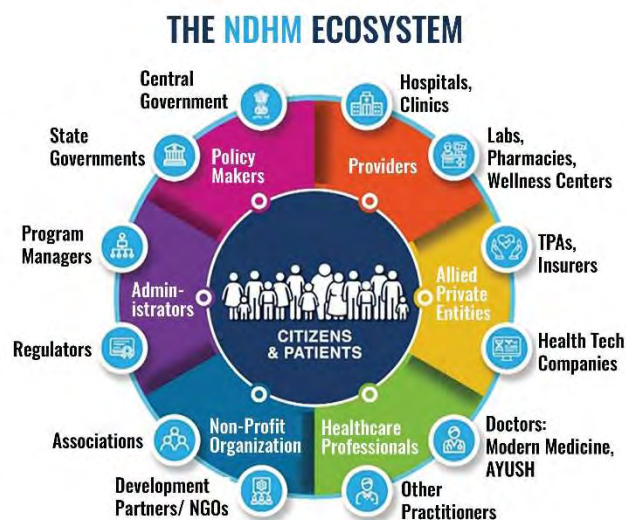 THE NDHM ECOSYSTEM
Central
Government
Hospitals,
Clinics
State
Governments
Policy
Makers
Providers
Labs,
Pharmacies,
Wellness Centers
Program
Managers
Admin-
istrators
TPAs,
Insurers
Allied
Private
Entities
CITIZENS
& PATIENTS
Regulators
Health Tech
Companies
Associations
Non-Profit
Organization
Healthcare
Professionals
Doctors:
Modern Medicine,
AYUSH
Development
Partners/ NGOs
Other
Practitioners